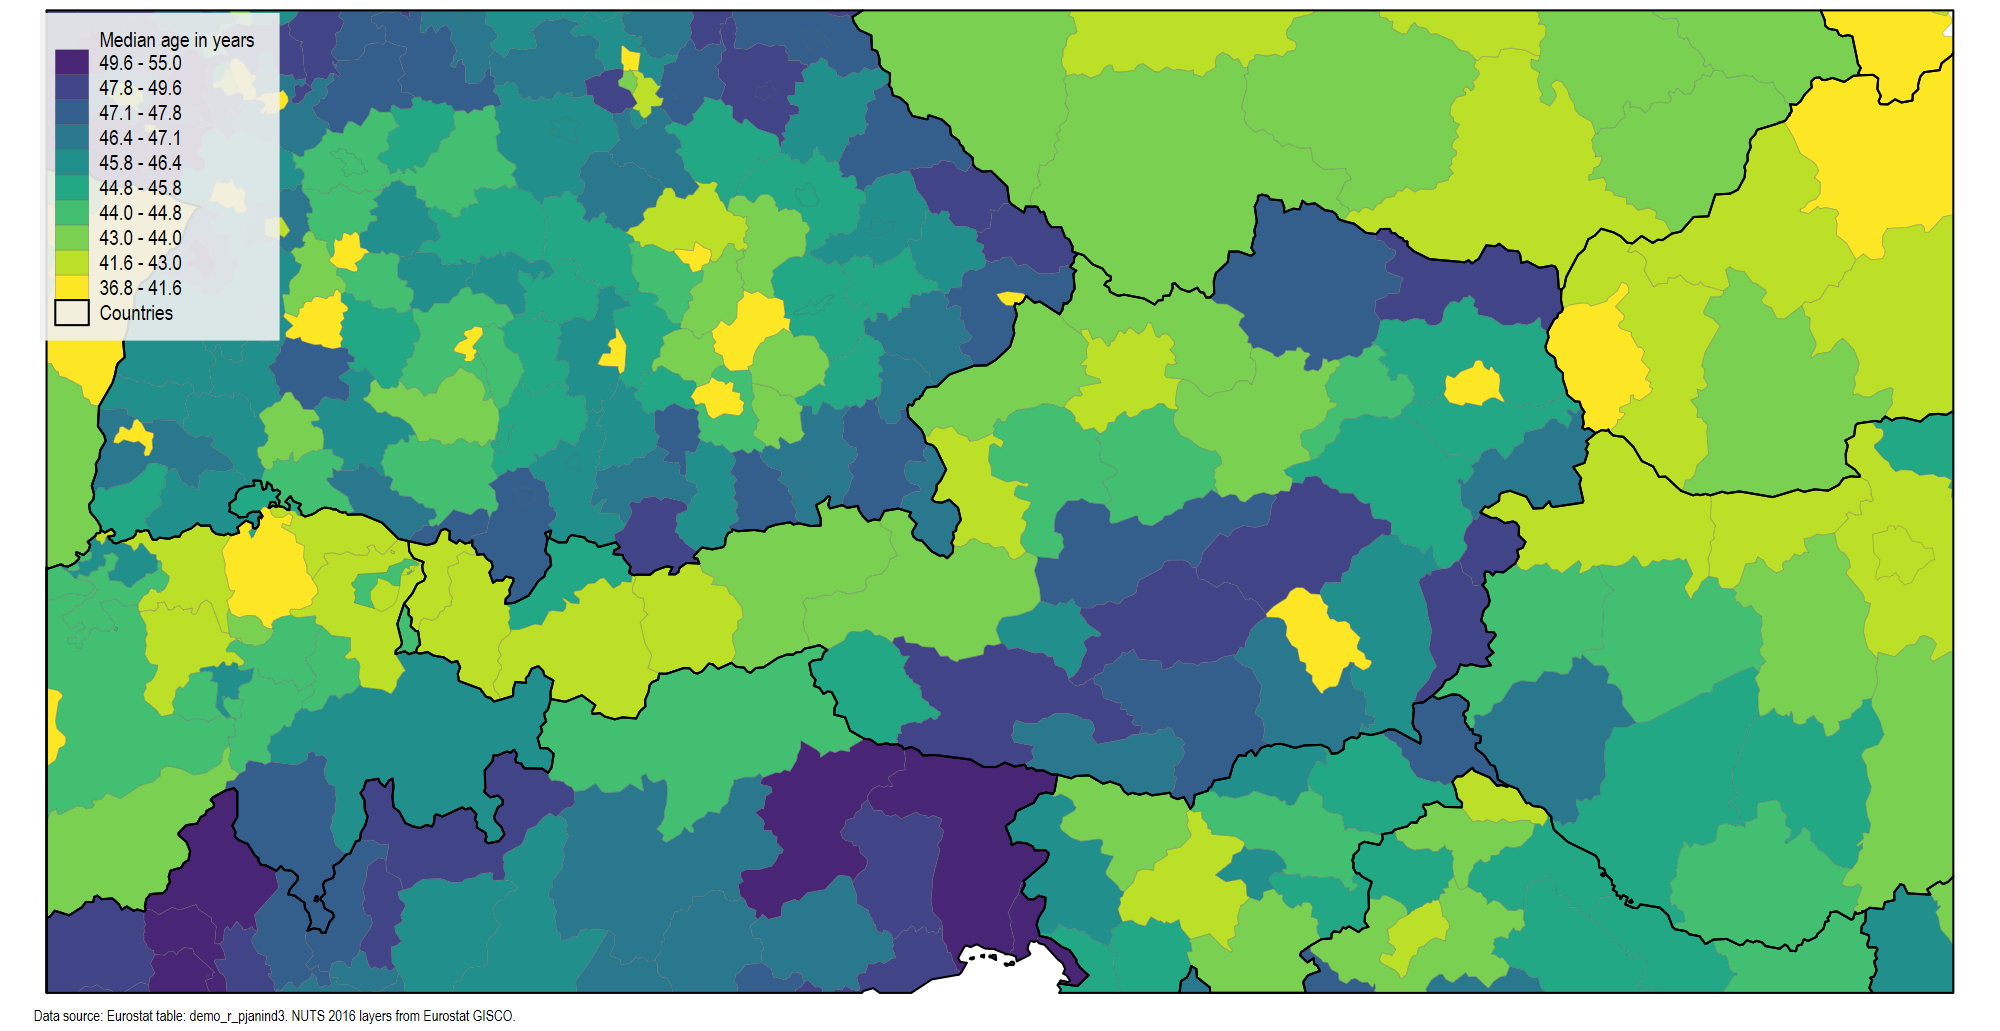 Median age in years
49.6 - 55.0
47.8 - 49.6
47.1 - 47.8
46.4 - 47.1
45.8 - 46.4
44.8 - 45.8
44.0 - 44.8
43.0 - 44.0
41.6 - 43.0
36.8 - 41.6
Countries
Data source: Eurostat table: demo_r_pjanind3. NUTS 2016 layers from Eurostat GISCO.